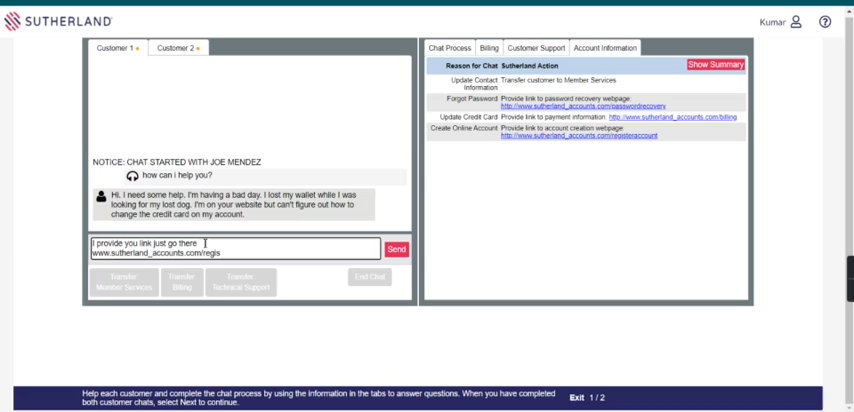 SUTHERLAND
Kumar
Customer 1
Customer 2
NOTICE: CHAT STARTED WITH JOE MENDEZ
how can i help you?
Hi. I need some help. I'm having a bad day. I lost my wallet while I was
looking for my lost dog. I'm on your website but can't figure out how to
change the credit card on my account.
I provide you link just go there
www.sutherland_accounts.com/regis
Send
Transfer Member Services
Transfer Billing
Transfer Technical Support
End Chat
Chat Process
Billing
Customer Support
Account Information
Reason for Chat Sutherland Action
Show Summary
Update Contact Information Transfer customer to Member Services
Forgot Password Provide link to password recovery webpage:
http://www.sutherland_accounts.com/passwordrecovery
Update Credit Card Provide link to payment information: http://www.sutherland_accounts.com/billing
Create Online Account Provide link to account creation webpage:
http://www.sutherland_accounts.com/registeraccount
Help each customer and complete the chat process by using the information in the tabs to answer questions. When you have completed
both customer chats, select Next to continue.
Exit 1 / 2